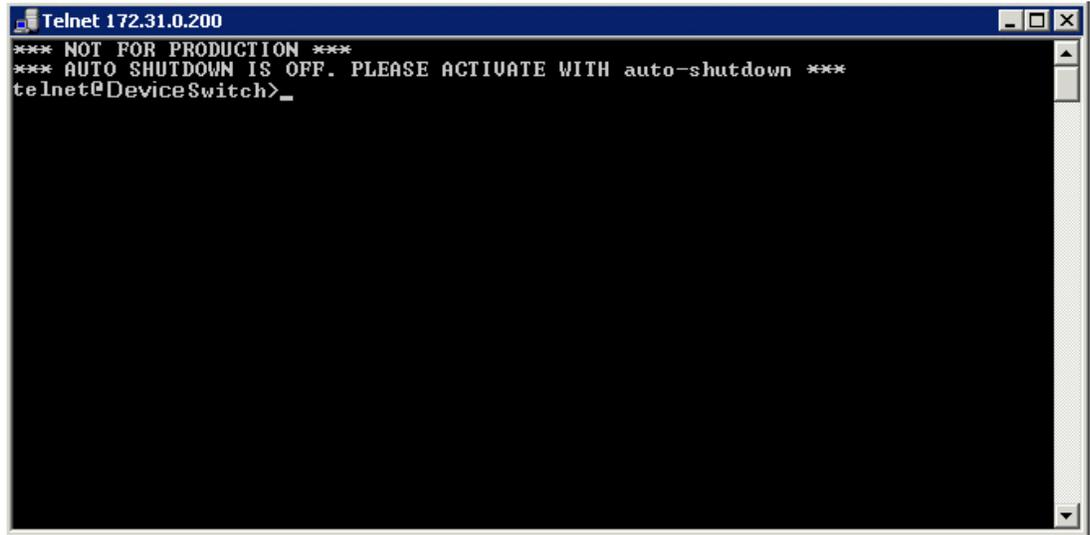 Telnet 172.31.0.200
*** NOT FOR PRODUCTION ***
*** AUTO SHUTDOWN IS OFF. PLEASE ACTIVATE WITH auto-shutdown ***
telnet@DeviceSwitch>_